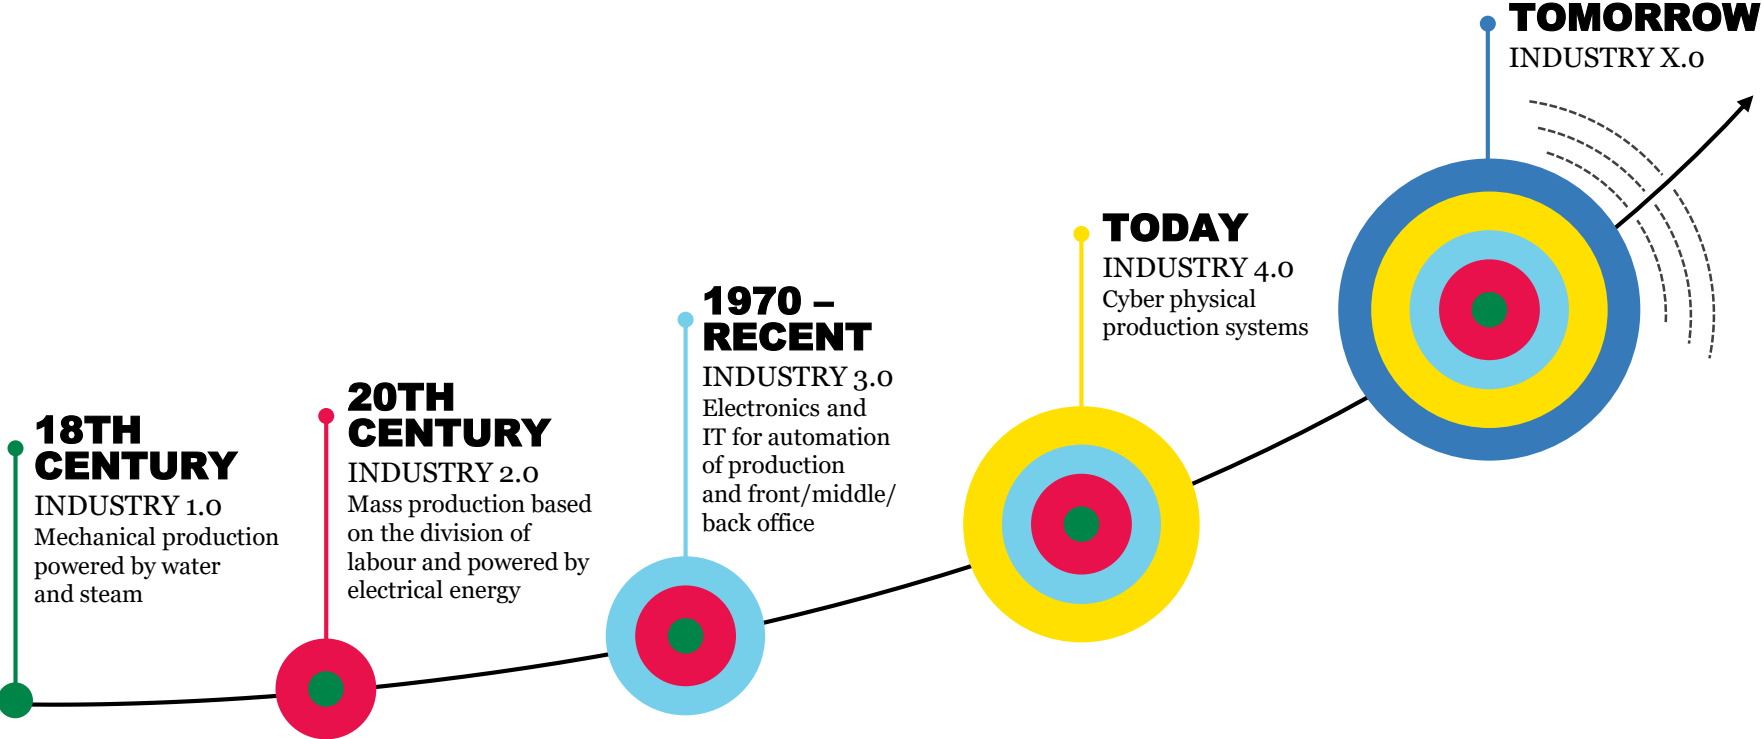 18TH
CENTURY
INDUSTRY 1.0
Mechanical production
powered by water
and steam
20TH
CENTURY
INDUSTRY 2.0
Mass production based
on the division of
labour and powered by
electrical energy
1970 –
RECENT
INDUSTRY 3.0
Electronics and
IT for automation
of production
and front/middle/
back office
TODAY
INDUSTRY 4.0
Cyber physical
production systems
TOMORROW
INDUSTRY X.0